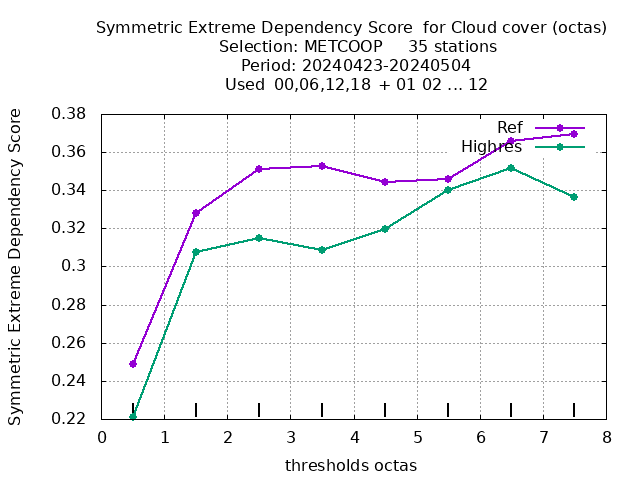 Symmetric Extreme Dependency Score for Cloud cover (octas)
Selection: METCOOP 35 stations
Period: 20240423-20240504
Used 00,06,12,18 + 01 02 ... 12
Symmetric Extreme Dependency Score
0.38
0.36
0.34
0.32
0.3
0.28
0.26
0.24
0.22
Ref
Highres
0 1 2 3 4 5 6 7 8
thresholds octas